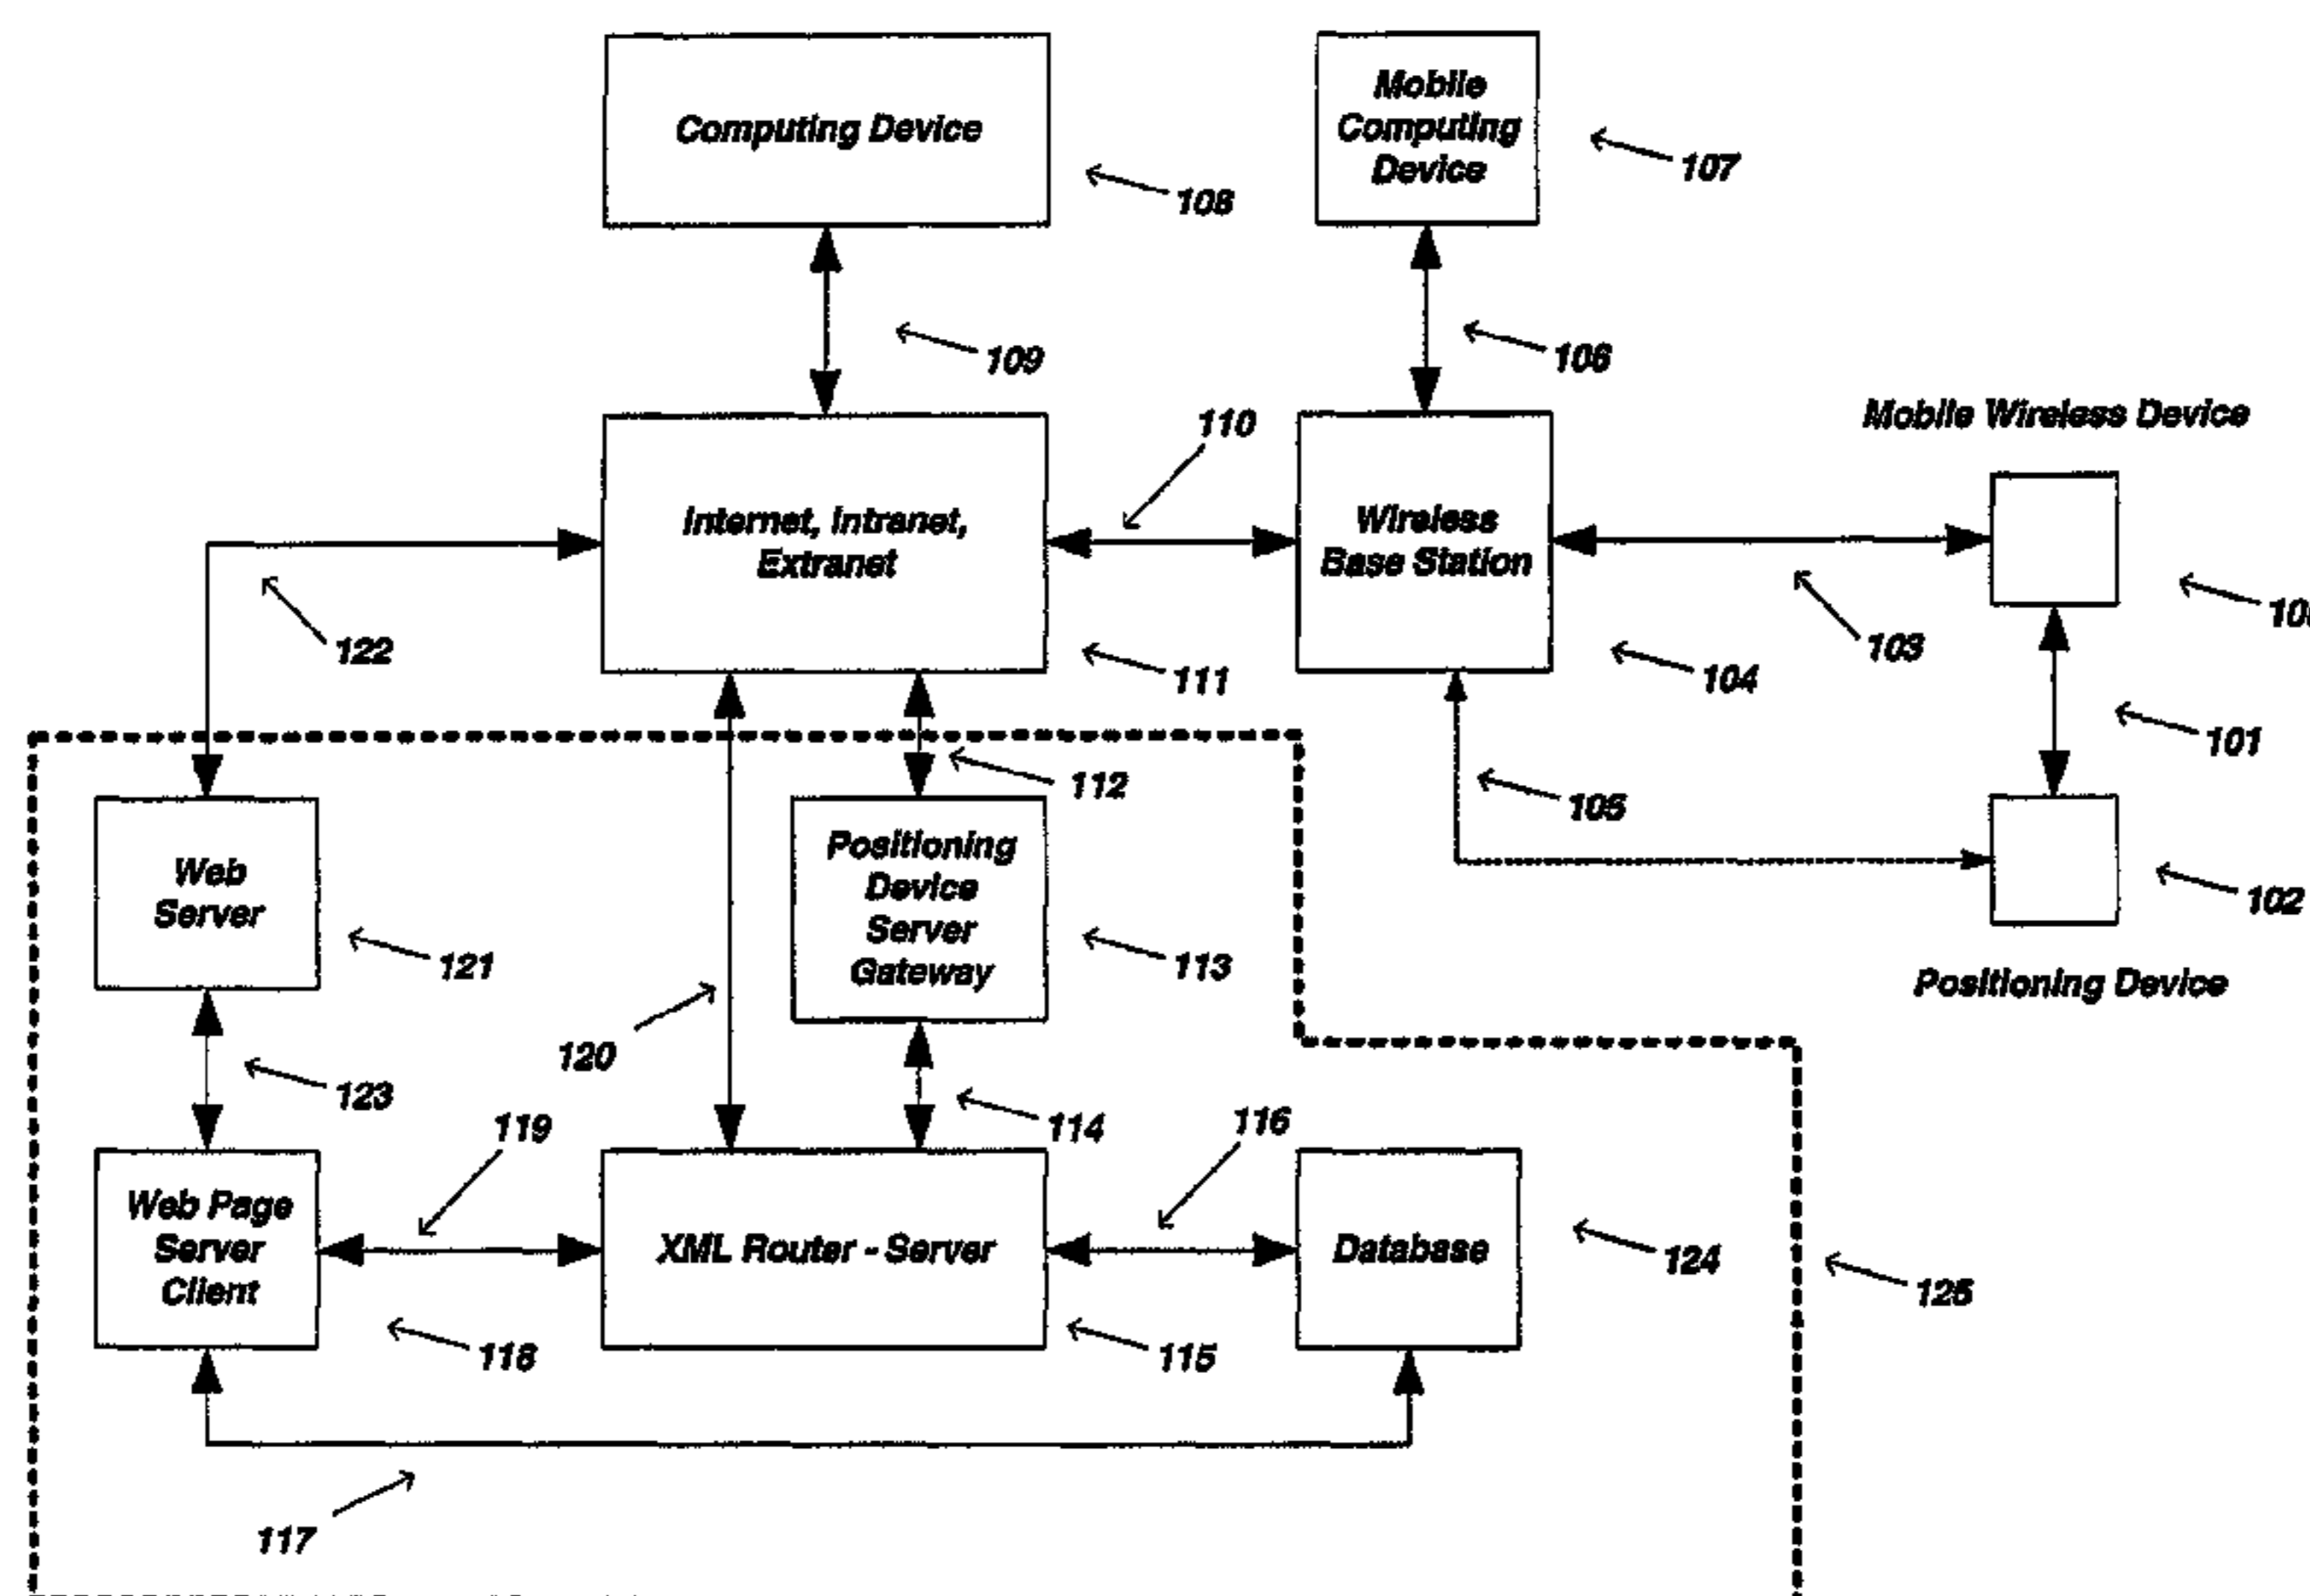 Computing Device
108
Mobile
Computing
Device
107
109
106
110
Mobile Wireless Device
Internet, Intranet,
Extranet
Wireless
Base Station
122
111
104
103
101
112
105
Web
Server
Positioning
Device
Server
Gateway
102
121
113
Positioning Device
120
123
119
114
116
Web Page
Server
Client
XML Router - Server
Database
124
118
115
117